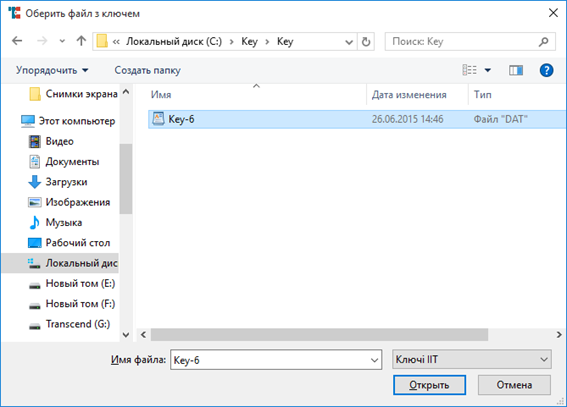 Оберить файл з ключем
« Локальный диск (C:) › Key › Key
Поиск: Key
Упорядочить
Создать папку
Снимки экрана
Этот компьютер
Видео
Документы
Загрузки
Изображения
Музыка
Рабочий стол
Локальный дис
Новый том (E:)
Новый том (F:)
Transcend (G:)
Имя
Дата изменения
Тип
Key-6
26.06.2015 14:46
Файл "DAT"
Имя файла:
Key-6
Ключі ІІТ
Открыть
Отмена